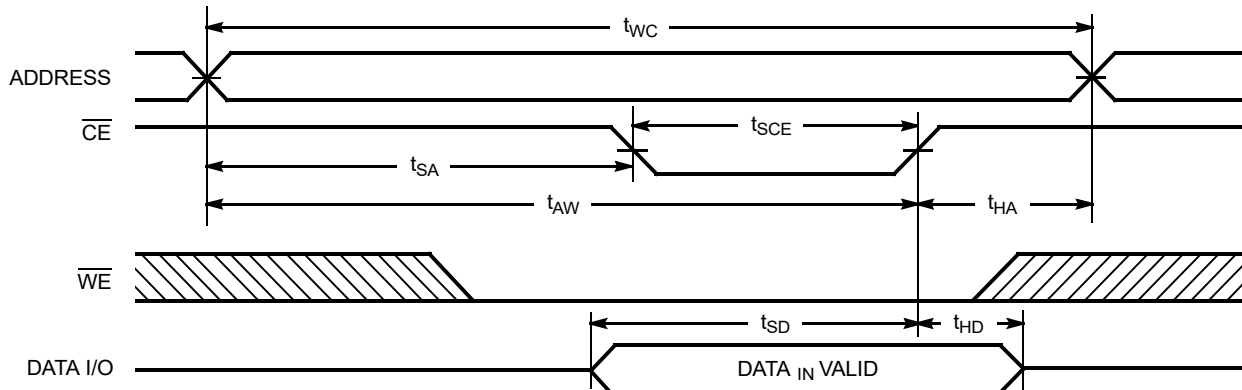 tWC
ADDRESS
CE
tSCE
tSA
tAW
tHA
WE
tSD
tHD
DATA I/O
DATA IN VALID